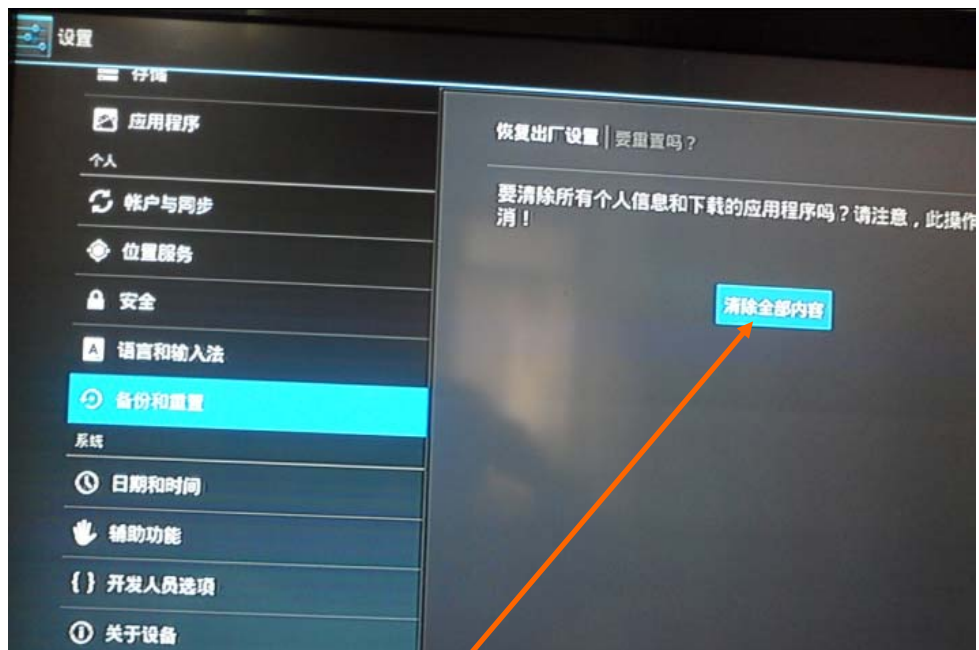 设置
存储
应用程序
个人
帐户与同步
位置服务
安全
A 语言和输入法
备份和重置
系统
日期和时间
辅助功能
{ } 开发人员选项
关于设备
恢复出厂设置 | 要重置吗？
要清除所有个人信息和下载的应用程序吗？请注意，此操作
消！
清除全部内容